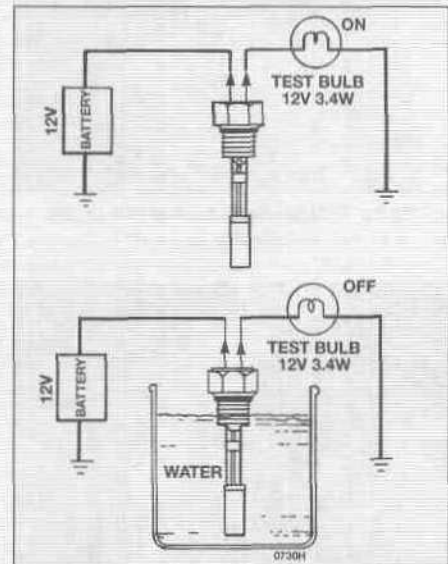 ON
TEST BULB
12V 3.4W
12V
BATTERY
OFF
TEST BULB
12V 3.4W
12V
BATTERY
WATER
0730H